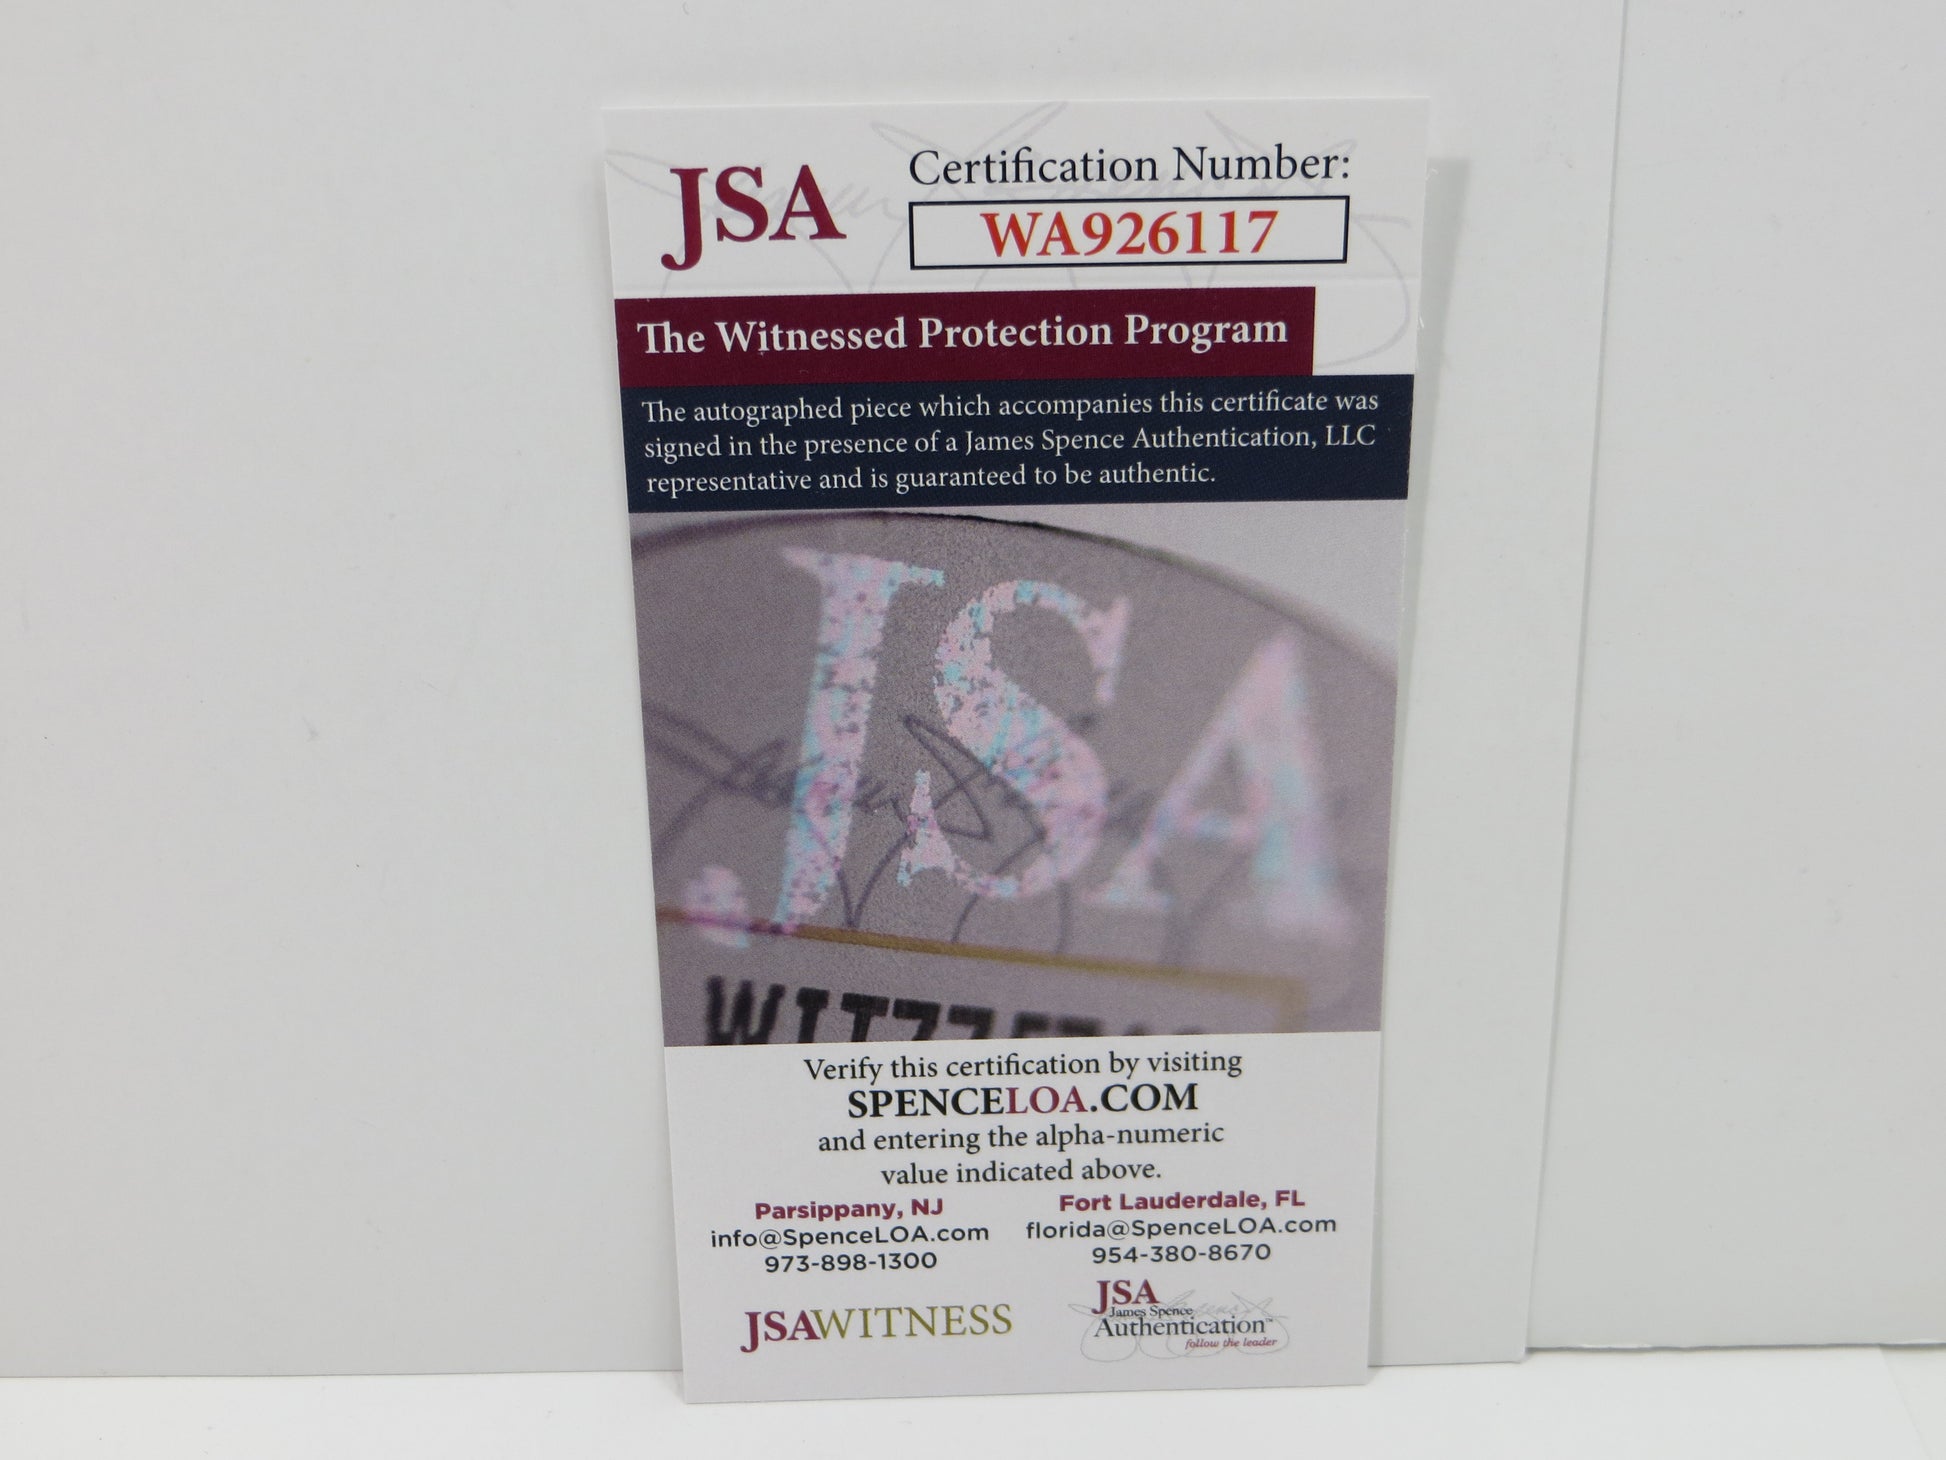 JSA
Certification Number:
WA926117
The Witnessed Protection Program
The autographed piece which accompanies this certificate was
signed in the presence of a James Spence Authentication, LLC
representative and is guaranteed to be authentic.
JSA
Verify this certification by visiting
SPENCELOA.COM
and entering the alpha-numeric
value indicated above.
Parsippany, NJ
info@SpenceLOA.com
973-898-1300
Fort Lauderdale, FL
florida@SpenceLOA.com
954-380-8670
JSAWITNESS
JSA
James Spence
Authentication™
follow the leader